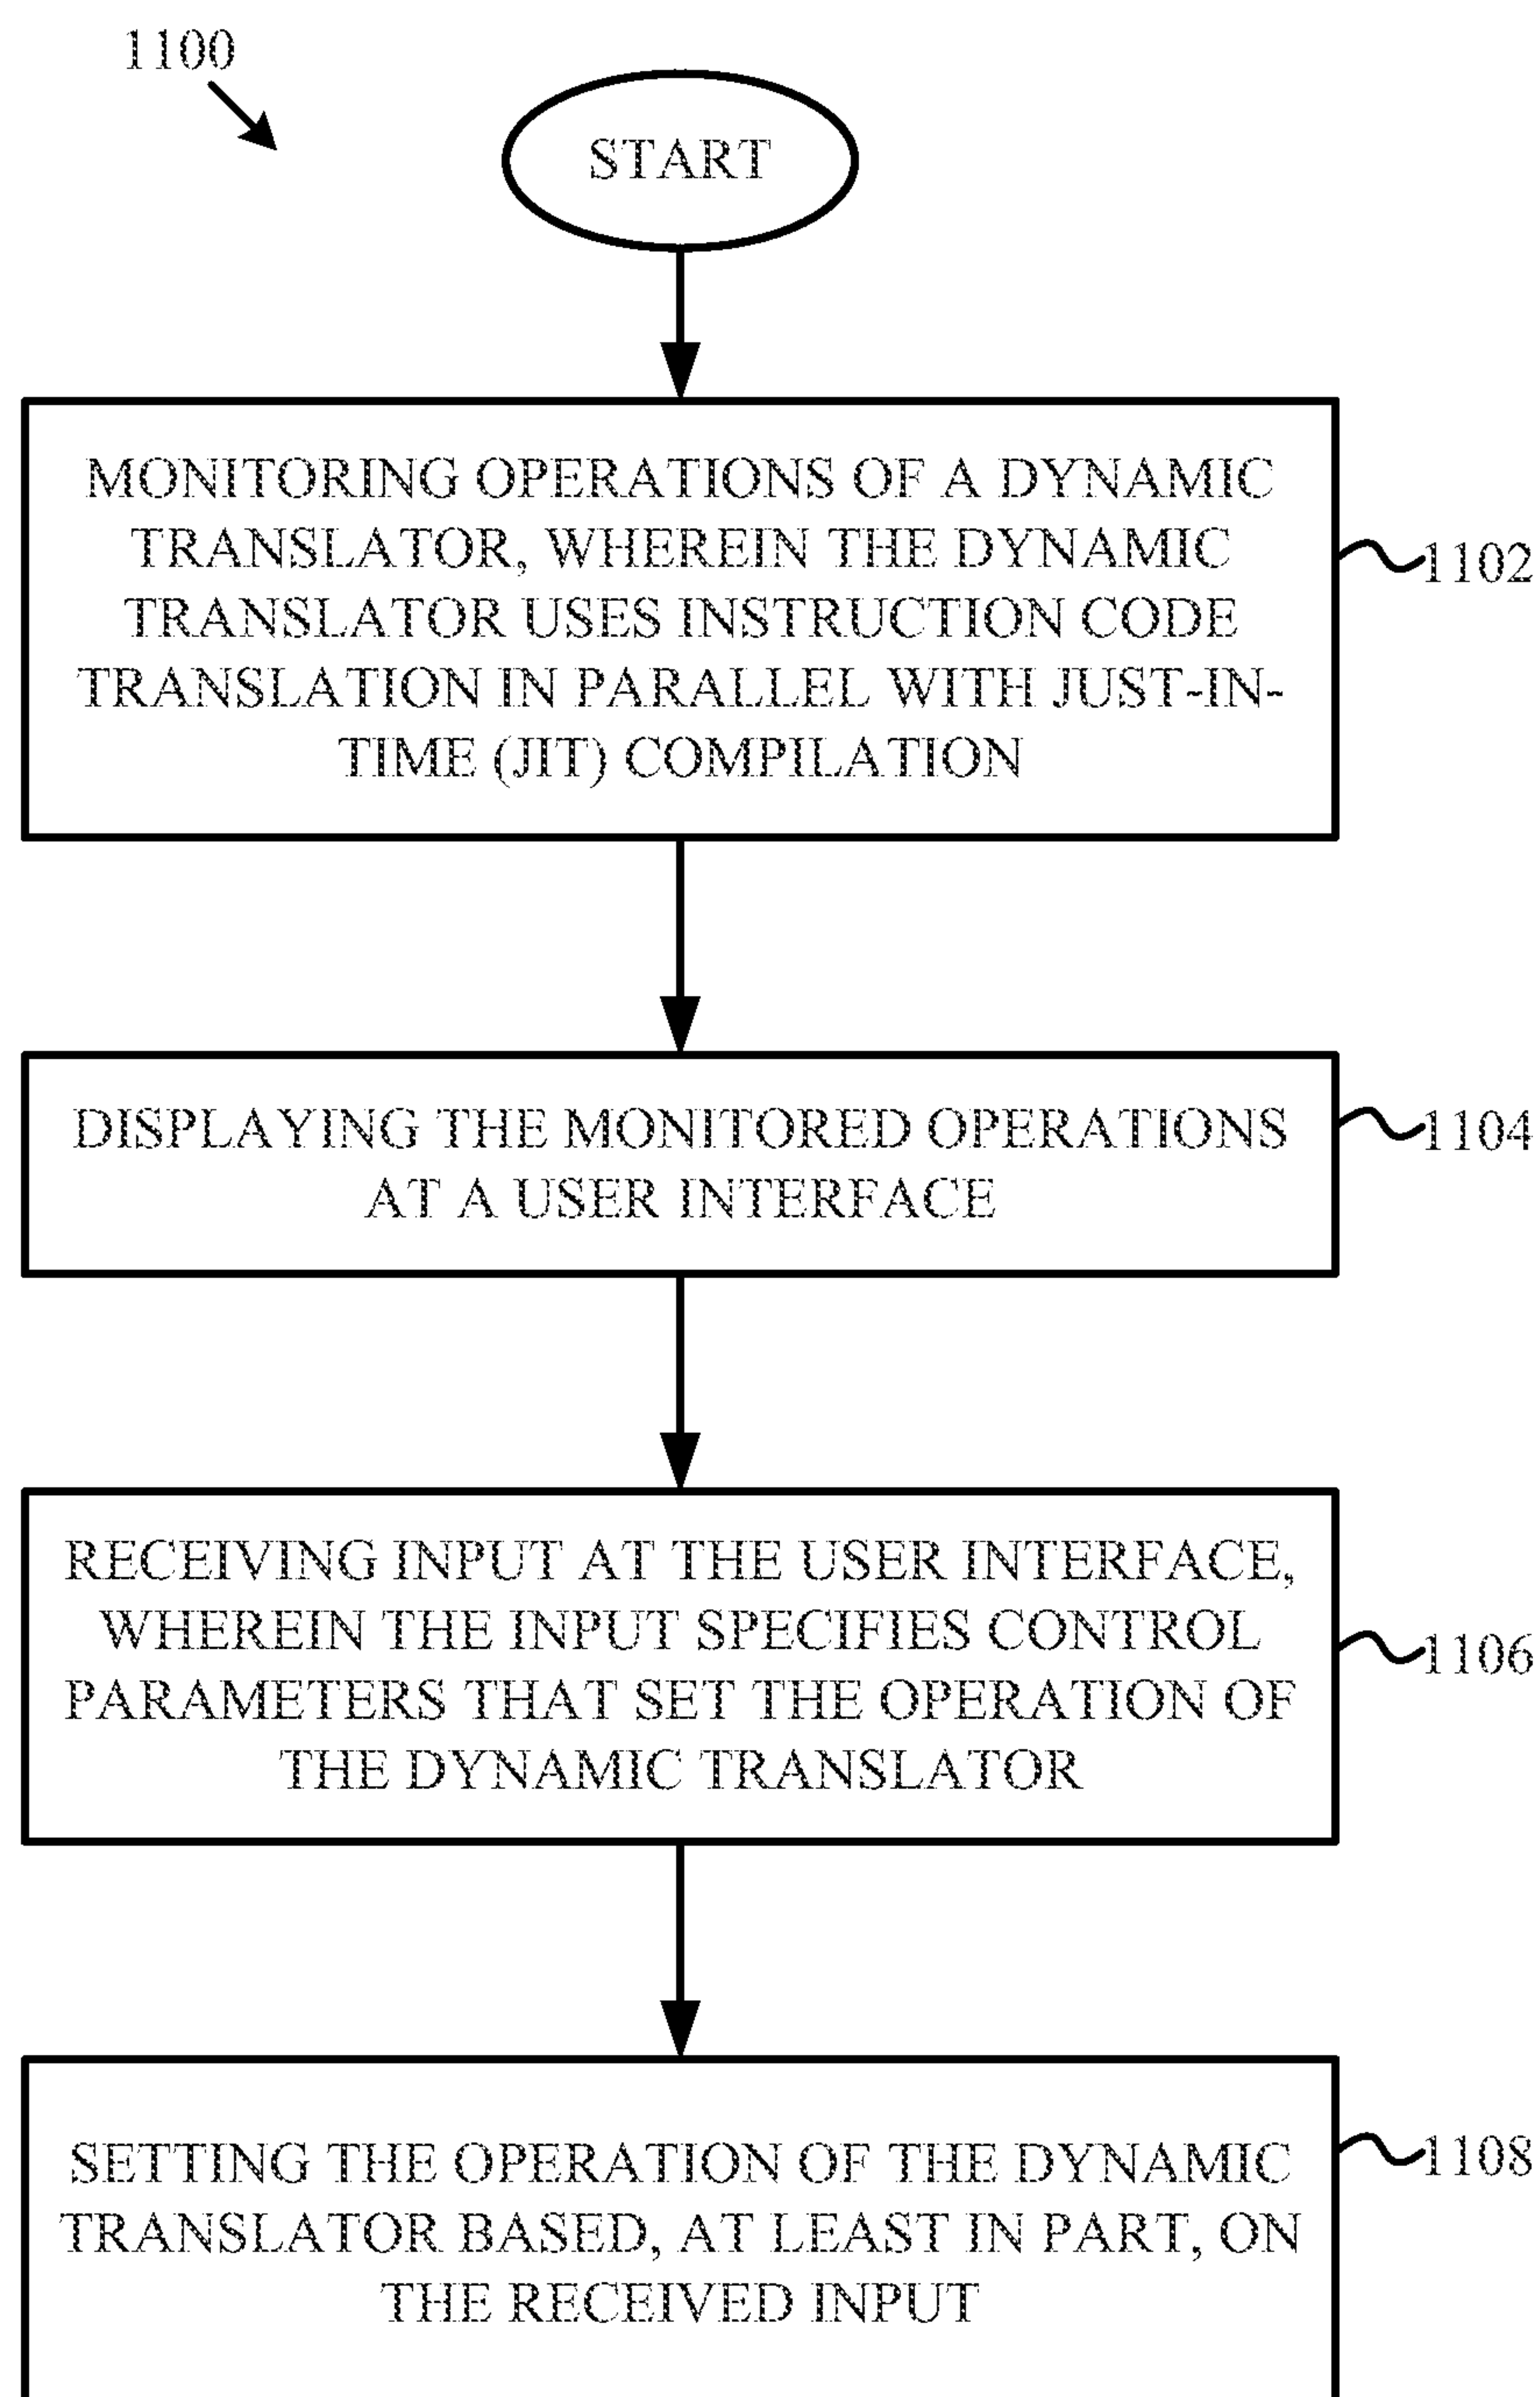 1100
START
MONITORING OPERATIONS OF A DYNAMIC
TRANSLATOR, WHEREIN THE DYNAMIC
TRANSLATOR USES INSTRUCTION CODE
TRANSLATION IN PARALLEL WITH JUST-IN-
TIME (JIT) COMPILATION
1102
DISPLAYING THE MONITORED OPERATIONS
AT A USER INTERFACE
1104
RECEIVING INPUT AT THE USER INTERFACE,
WHEREIN THE INPUT SPECIFIES CONTROL
PARAMETERS THAT SET THE OPERATION OF
THE DYNAMIC TRANSLATOR
1106
SETTING THE OPERATION OF THE DYNAMIC
TRANSLATOR BASED, AT LEAST IN PART, ON
THE RECEIVED INPUT
1108